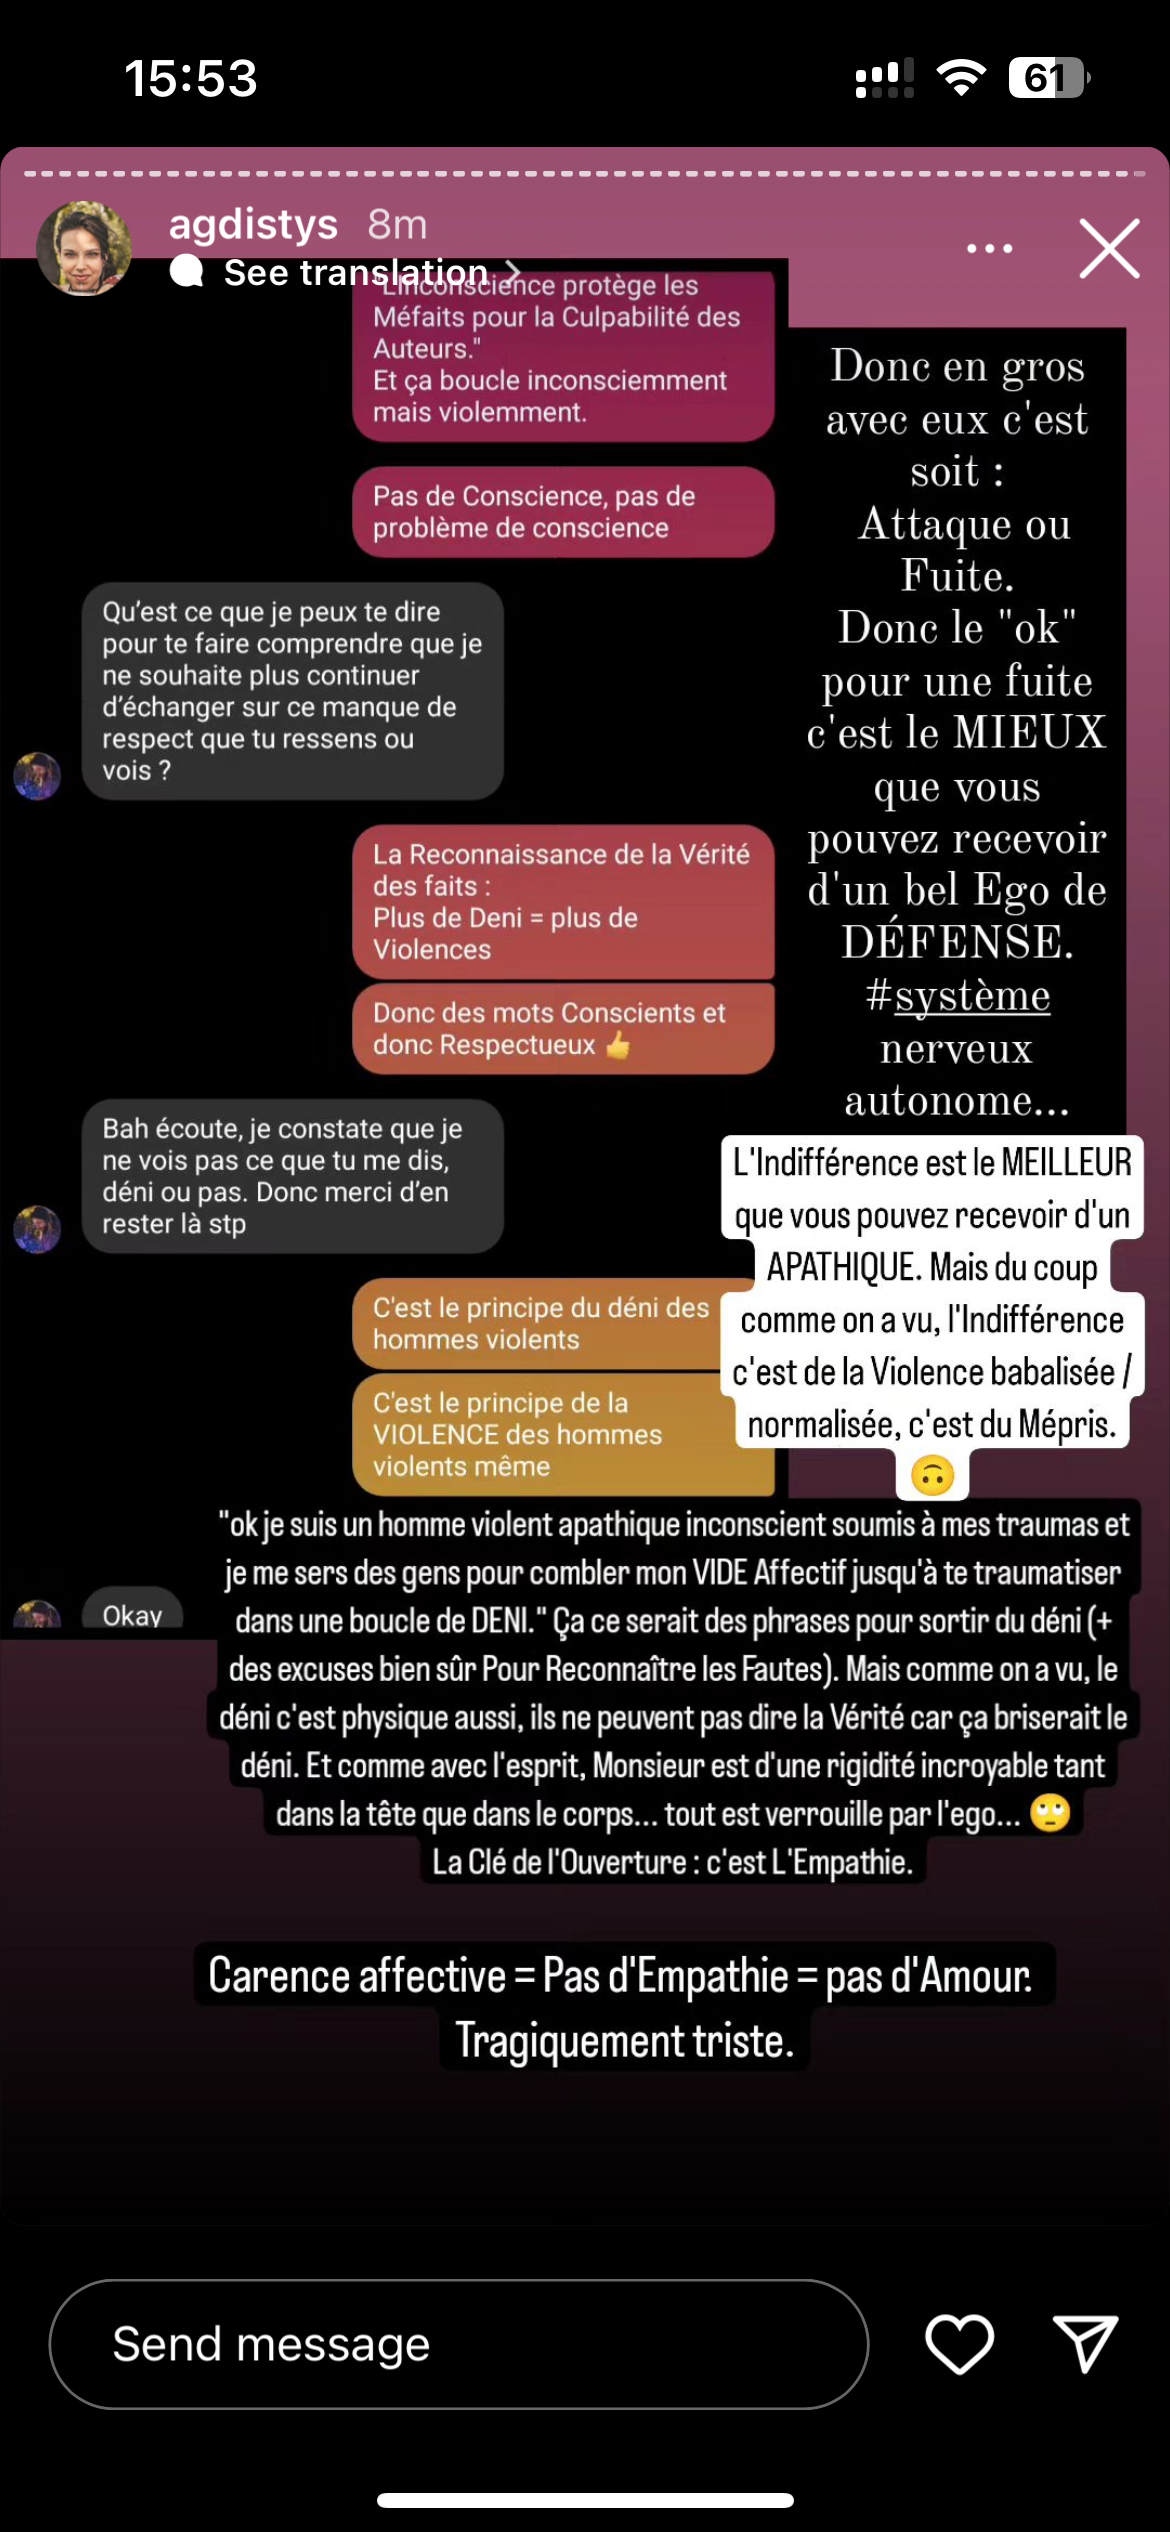 15:53
61
agdistys 8m
See translation
"L'inconscience protège les
Méfaits pour la Culpabilité des
Auteurs."
Et ça boucle inconsciemment
mais violemment.
Pas de Conscience, pas de
problème de conscience
Qu'est ce que je peux te dire
pour te faire comprendre que je
ne souhaite plus continuer
d'échanger sur ce manque de
respect que tu ressens ou
vois ?
La Reconnaissance de la Vérité
des faits :
Plus de Deni = plus de
Violences
Donc des mots Conscients et
donc Respectueux 👍
Bah écoute, je constate que je
ne vois pas ce que tu me dis,
déni ou pas. Donc merci d'en
rester là stp
C'est le principe du déni des
hommes violents
C'est le principe de la
VIOLENCE des hommes
violents même
Okay
Donc en gros
avec eux c'est
soit :
Attaque ou
Fuite.
Donc le "ok"
pour une fuite
c'est le MIEUX
que vous
pouvez recevoir
d'un bel Ego de
DÉFENSE.
#système
nerveux
autonome...
L'Indifférence est le MEILLEUR
que vous pouvez recevoir d'un
APATHIQUE. Mais du coup
comme on a vu, l'Indifférence
c'est de la Violence babalisée /
normalisée, c'est du Mépris.
🙃
"ok je suis un homme violent apathique inconscient soumis à mes traumas et
je me sers des gens pour combler mon VIDE Affectif jusqu'à te traumatiser
dans une boucle de DENI." Ça ce serait des phrases pour sortir du déni (+
des excuses bien sûr Pour Reconnaître les Fautes). Mais comme on a vu, le
déni c'est physique aussi, ils ne peuvent pas dire la Vérité car ça briserait le
déni. Et comme avec l'esprit, Monsieur est d'une rigidité incroyable tant
dans la tête que dans le corps... tout est verrouille par l'ego... 🙄
La Clé de l'Ouverture : c'est L'Empathie.
Carence affective = Pas d'Empathie = pas d'Amour.
Tragiquement triste.
Send message